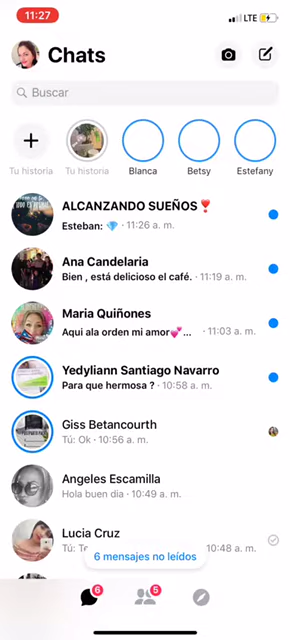 11:27
LTE
Chats
Buscar
Tu historia
Tu historia
Blanca
Betsy
Estefany
ALCANZANDO SUEÑOS❣️
Esteban: 💎 · 11:26 a. m.
Ana Candelaria
Bien , está delicioso el café. · 11:19 a. m.
Maria Quiñones
Aqui ala orden mi amor💕... · 11:03 a. m.
Yedyliann Santiago Navarro
Para que hermosa ? · 10:58 a. m.
Giss Betancourth
Tú: Ok · 10:56 a. m.
Angeles Escamilla
Hola buen dia · 10:49 a. m.
Lucia Cruz
Tú: 10:48 a. m.
6 mensajes no leídos
6
5